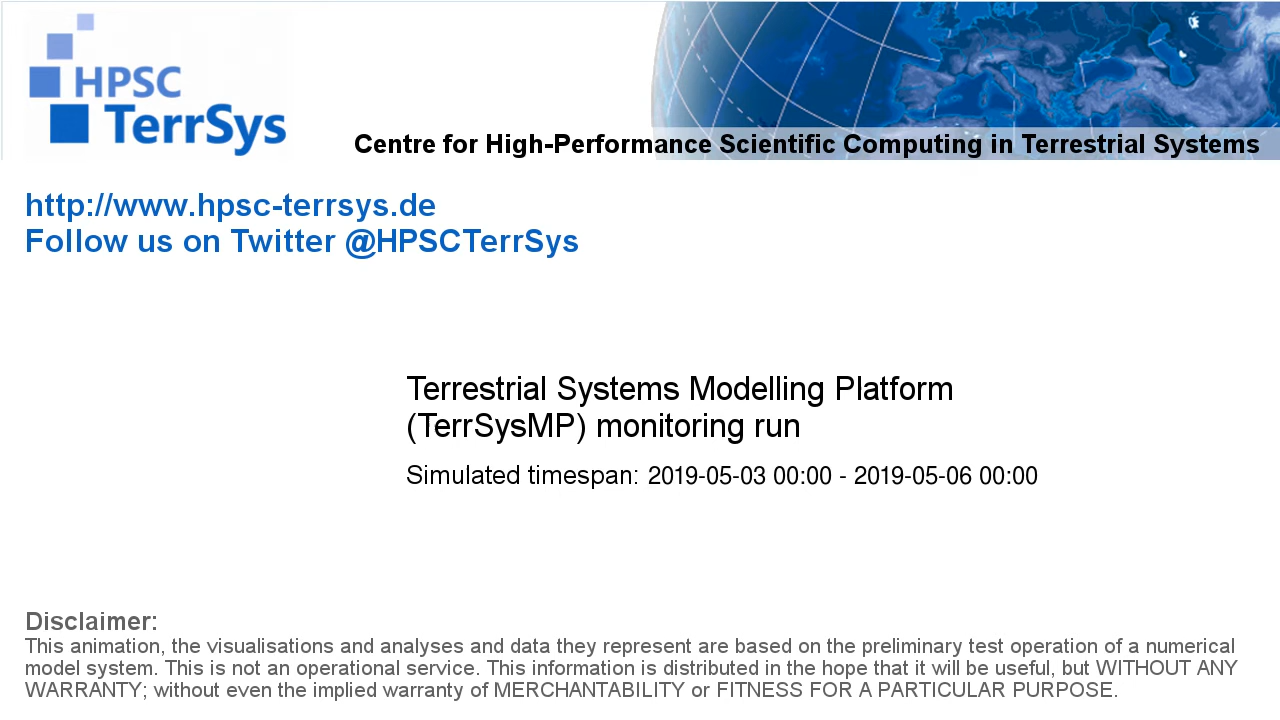 HPSC
TerrSys
Centre for High-Performance Scientific Computing in Terrestrial Systems
http://www.hpsc-terrsys.de
Follow us on Twitter @HPSCTerrSys
Terrestrial Systems Modelling Platform
(TerrSysMP) monitoring run
Simulated timespan: 2019-05-03 00:00 - 2019-05-06 00:00
Disclaimer:
This animation, the visualisations and analyses and data they represent are based on the preliminary test operation of a numerical
model system. This is not an operational service. This information is distributed in the hope that it will be useful, but WITHOUT ANY
WARRANTY; without even the implied warranty of MERCHANTABILITY or FITNESS FOR A PARTICULAR PURPOSE.